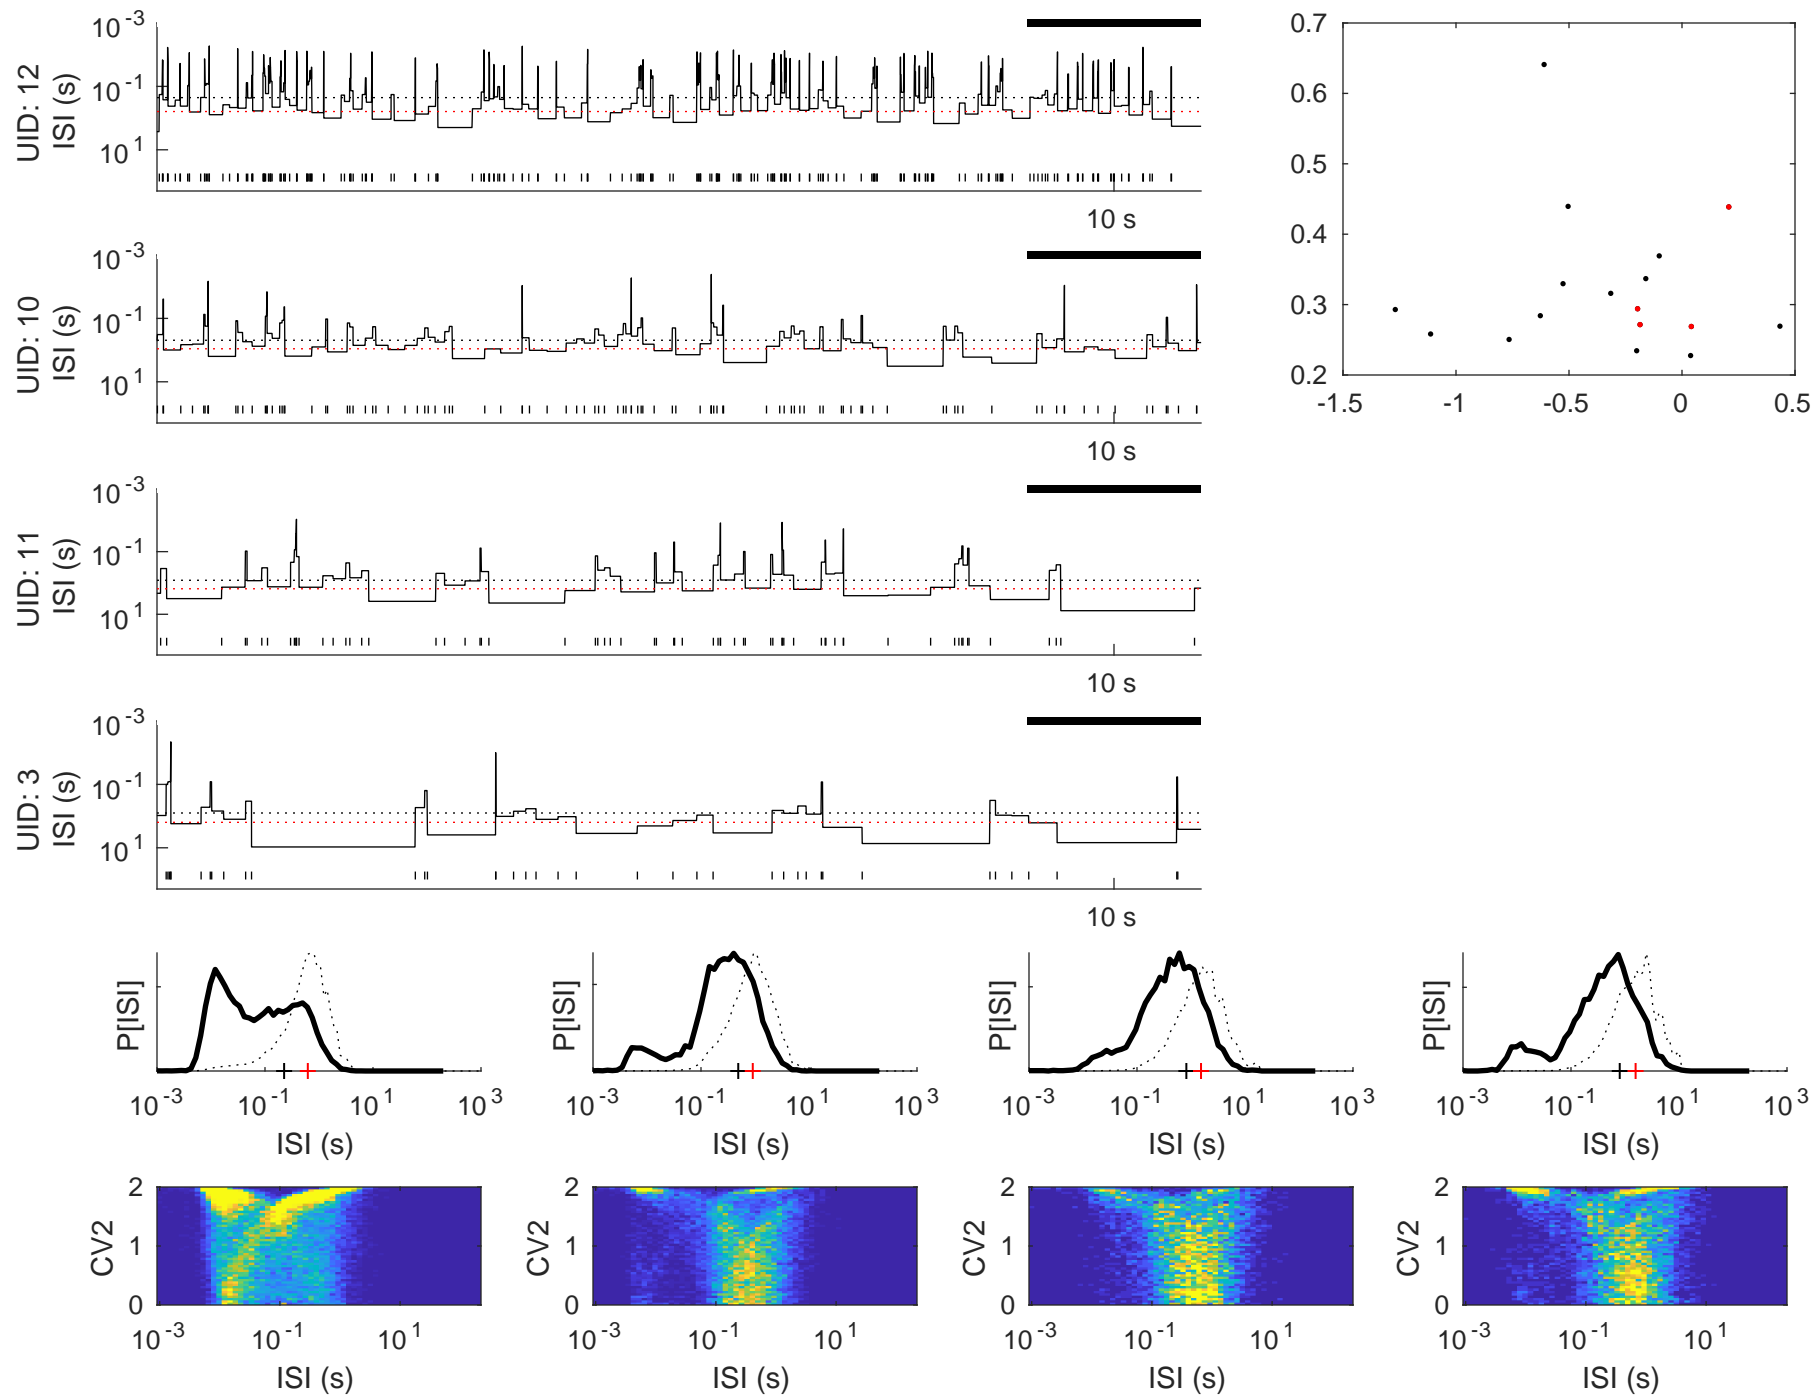 UID: 12
ISI (s)
10-3
10-1
101
10 s
0.7
0.6
0.5
0.4
0.3
0.2
-1.5 -1 -0.5 0 0.5
UID: 10
ISI (s)
10-3
10-1
101
10 s
UID: 11
ISI (s)
10-3
10-1
101
10 s
UID: 3
ISI (s)
10-3
10-1
101
10 s
P[ISI]
10-3 10-1 101 103
ISI (s)
P[ISI]
10-3 10-1 101 103
ISI (s)
P[ISI]
10-3 10-1 101 103
ISI (s)
P[ISI]
10-3 10-1 101 103
ISI (s)
CV2
2
1
0
10-3 10-1 101
ISI (s)
CV2
2
1
0
10-3 10-1 101
ISI (s)
CV2
2
1
0
10-3 10-1 101
ISI (s)
CV2
2
1
0
10-3 10-1 101
ISI (s)